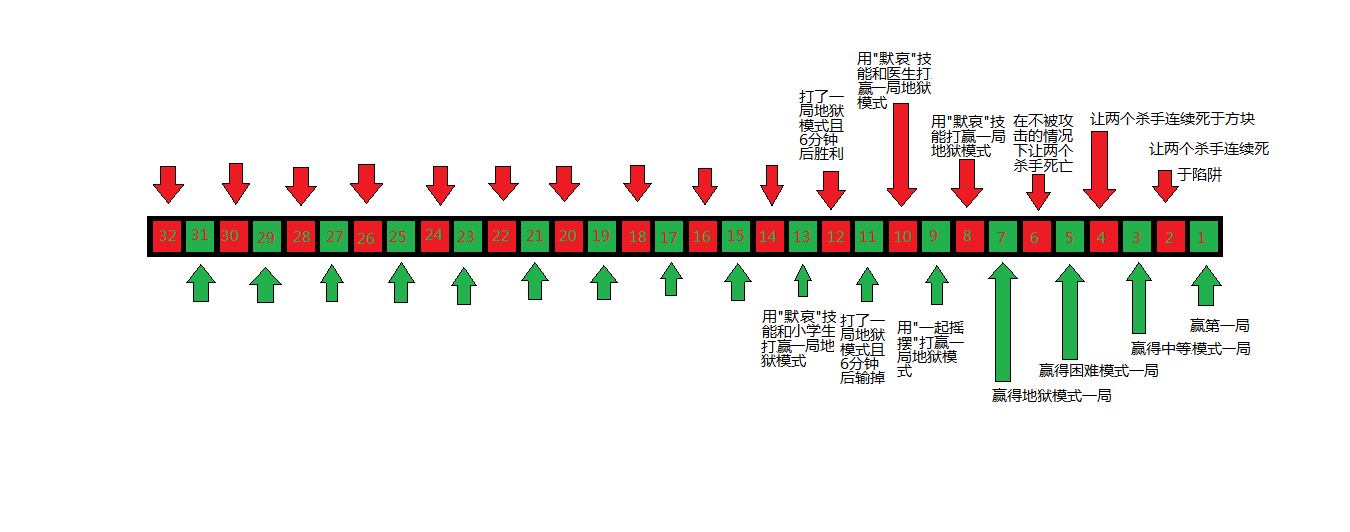 用"默哀"技
能和医生打
赢一局地狱
模式
打了一
局地狱
模式且
6分钟
后胜利
用"默哀"技
能打赢一局
地狱模式
在不被攻
击的情况
下让两个
杀手死亡
让两个杀手连续死于方块
让两个杀手连续死
于陷阱
32 31 30 29 28 27 26 25 24 23 22 21 20 19 18 17 16 15 14 13 12 11 10 9 8 7 6 5 4 3 2 1
用"默哀"技
能和小学生
打赢一局地
狱模式
打了一
局地狱
模式且
6分钟
后输掉
用"一起摇
摆"打赢一
局地狱模
式
赢得地狱模式一局
赢得困难模式一局
赢得中等模式一局
赢第一局